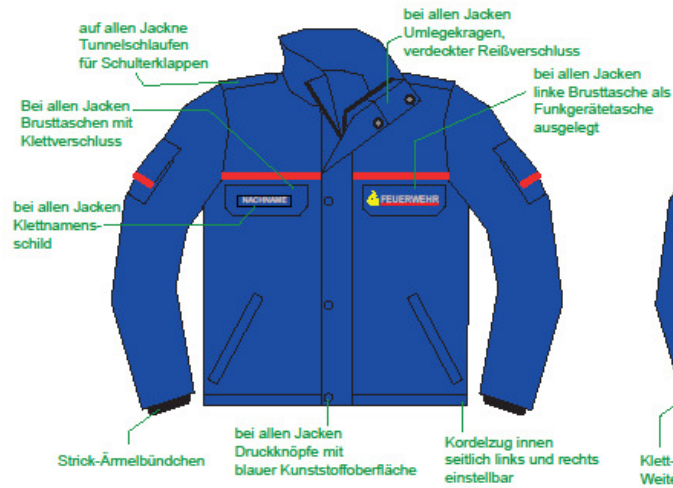 auf allen Jackne
Tunnelschlaufen
für Schulterklappen
bei allen Jacken
Umlegekragen,
verdeckter Reißverschluss
bei allen Jacken
linke Brusttasche als
Funkgerätetasche
ausgelegt
Bei allen Jacken
Brusttaschen mit
Klettverschluss
NACHNAME
FEUERWEHR
bei allen Jacken
Klettnamens-
schild
Strick-Ärmelbündchen
bei allen Jacken
Druckknöpfe mit
blauer Kunststoffoberfläche
Kordelzug innen
seitlich links und rechts
einstellbar
Klett-
Weite